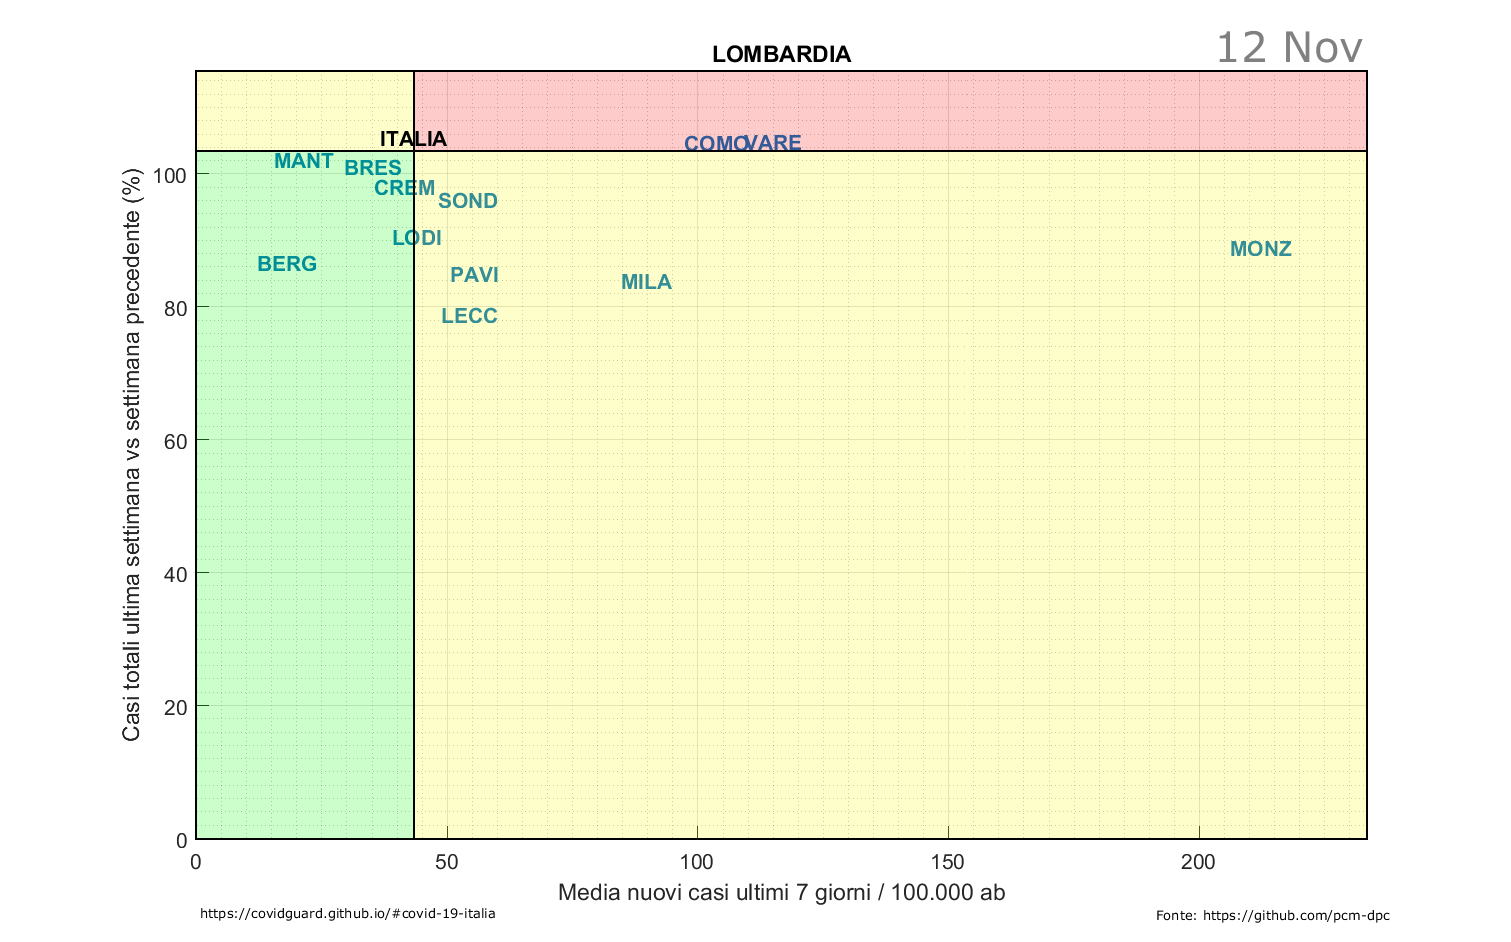 12 Nov
LOMBARDIA
ITALIA
COMO VARE
MANT
BRES
CREM
SOND
LODI
MONZ
BERG
PAVI
MILA
LECC
Casi totali ultima settimana vs settimana precedente (%)
100
80
60
40
20
0
0 50 100 150 200
Media nuovi casi ultimi 7 giorni / 100.000 ab
https://covidguard.github.io/#covid-19-italia
Fonte: https://github.com/pcm-dpc